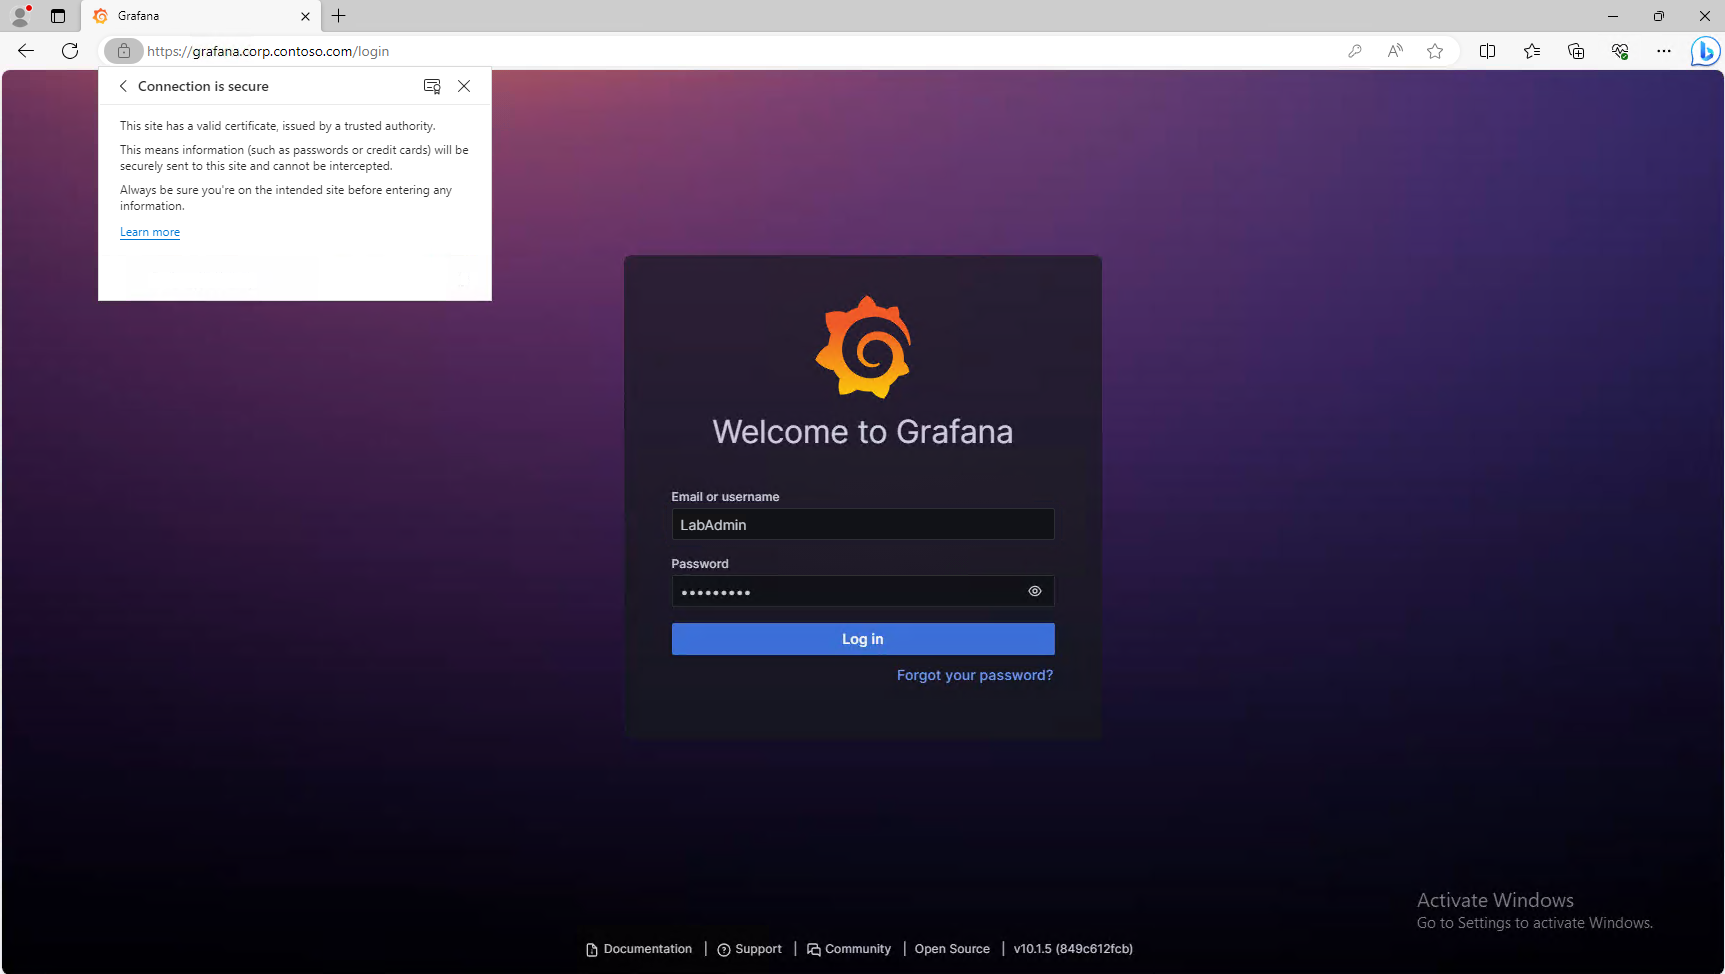 Grafana
https://grafana.corp.contoso.com/login
Connection is secure
This site has a valid certificate, issued by a trusted authority.
This means information (such as passwords or credit cards) will be
securely sent to this site and cannot be intercepted.
Always be sure you're on the intended site before entering any
information.
Learn more
Welcome to Grafana
Email or username
LabAdmin
Password
•••••••••
Log in
Forgot your password?
Activate Windows
Go to Settings to activate Windows.
Documentation | Support | Community | Open Source | v10.1.5 (849c612fcb)